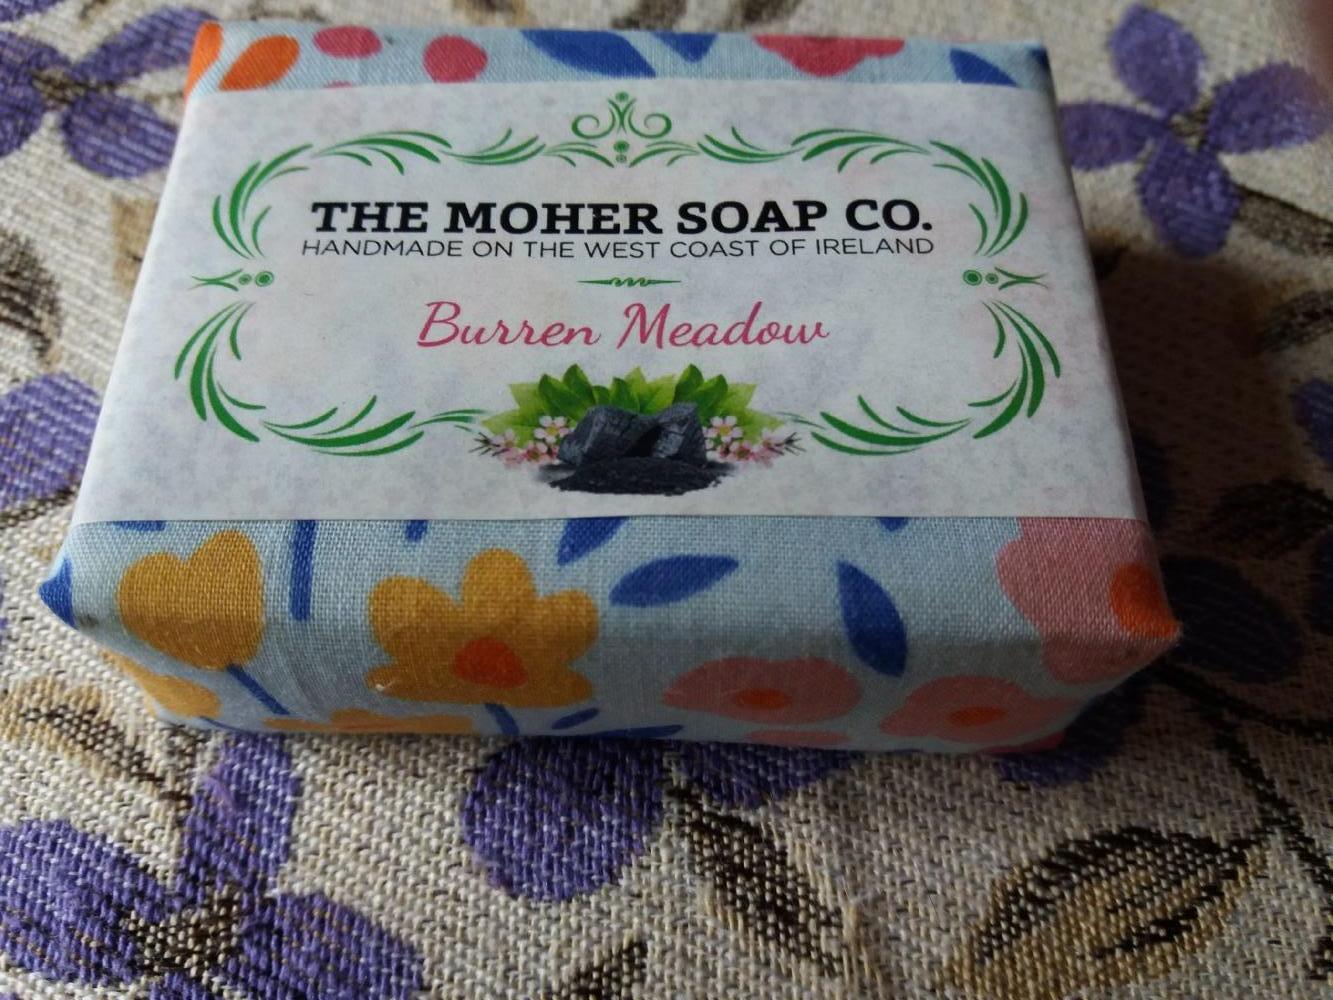 THE MOHER SOAP CO.
HANDMADE ON THE WEST COAST OF IRELAND
Burren Meadow